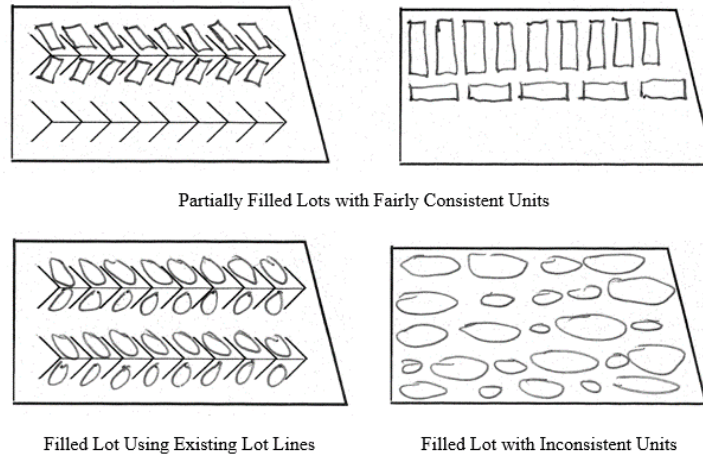 Partially Filled Lots with Fairly Consistent Units
Filled Lot Using Existing Lot Lines
Filled Lot with Inconsistent Units